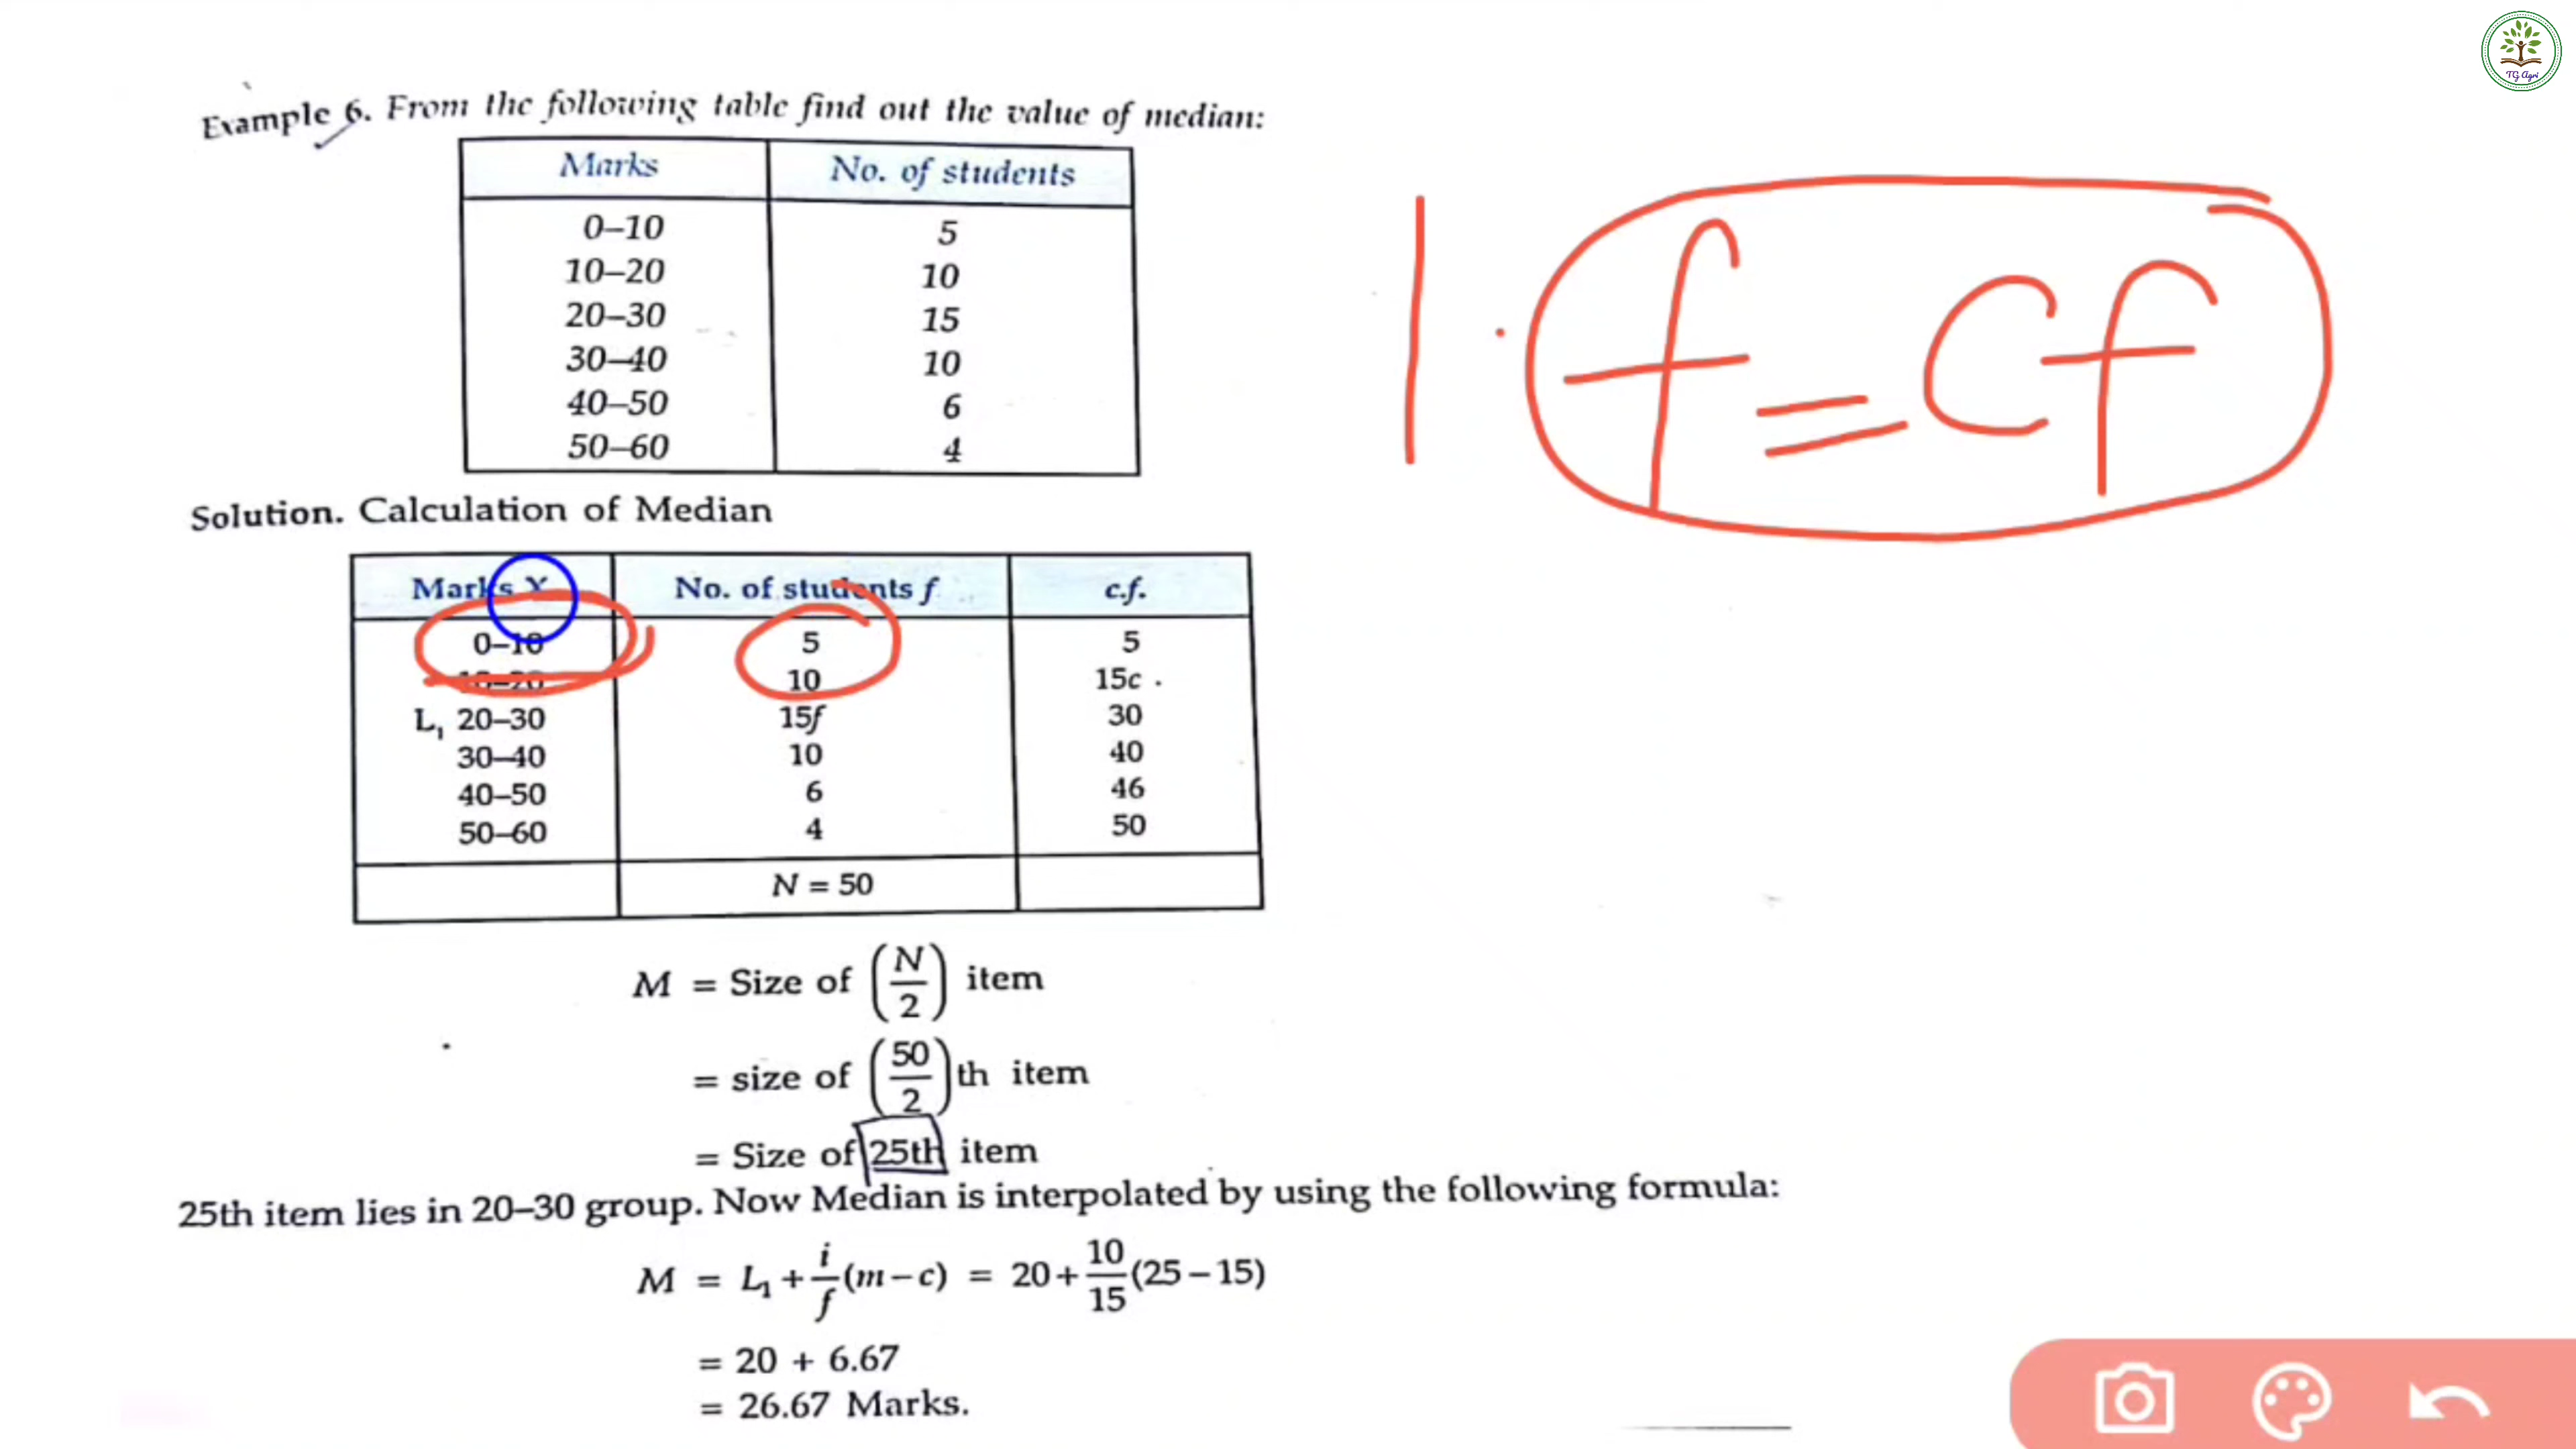 TG Agri
Example 6. From the following table find out the value of median:
Marks No. of students
0–10 5
10–20 10
20–30 15
30–40 10
40–50 6
50–60 4
f = cf
Solution. Calculation of Median
Marks X No. of students f c.f.
0–10 5 5
10–20 10 15c
L₁ 20–30 15f 30
30–40 10 40
40–50 6 46
50–60 4 50
N = 50
M = Size of (N/2) item
= size of (50/2)th item
= Size of 25th item
25th item lies in 20–30 group. Now Median is interpolated by using the following formula:
M = L₁ + i/f (m – c) = 20 + 10/15 (25 – 15)
= 20 + 6.67
= 26.67 Marks.